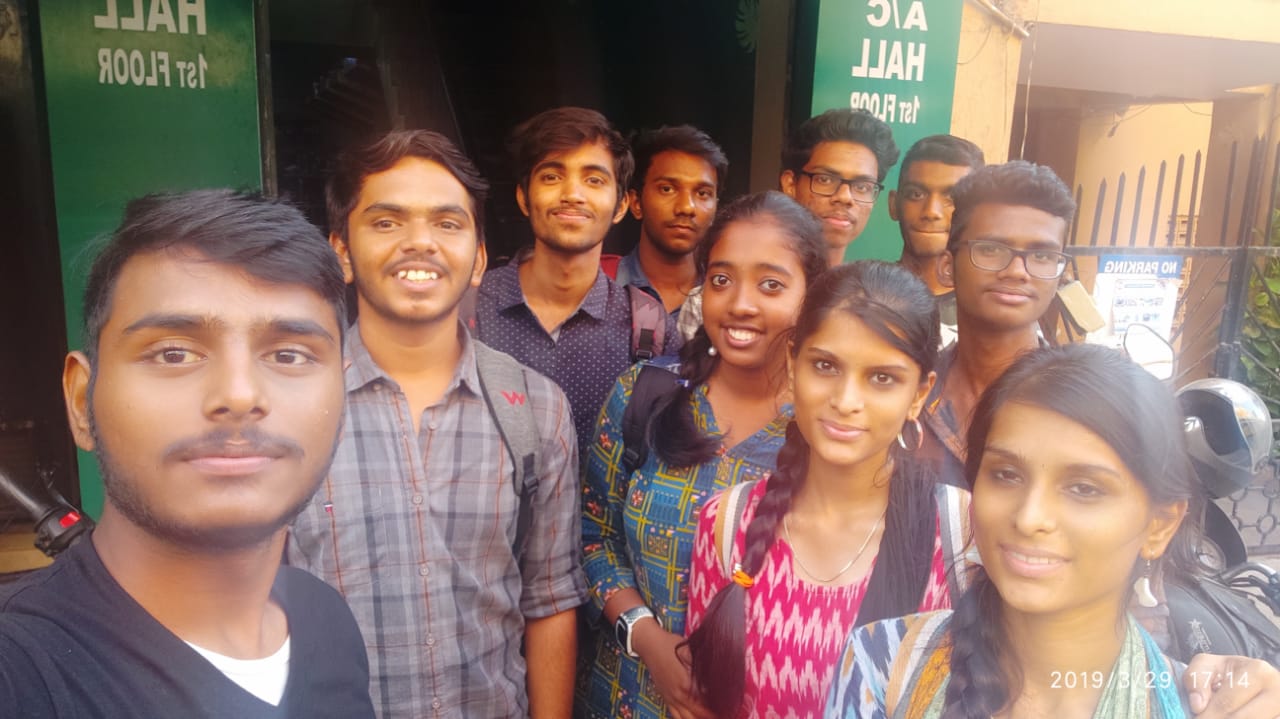 HALL
1ST FLOOR
A/C
HALL
1ST FLOOR
NO PARKING
W
2019/3/29 17:14